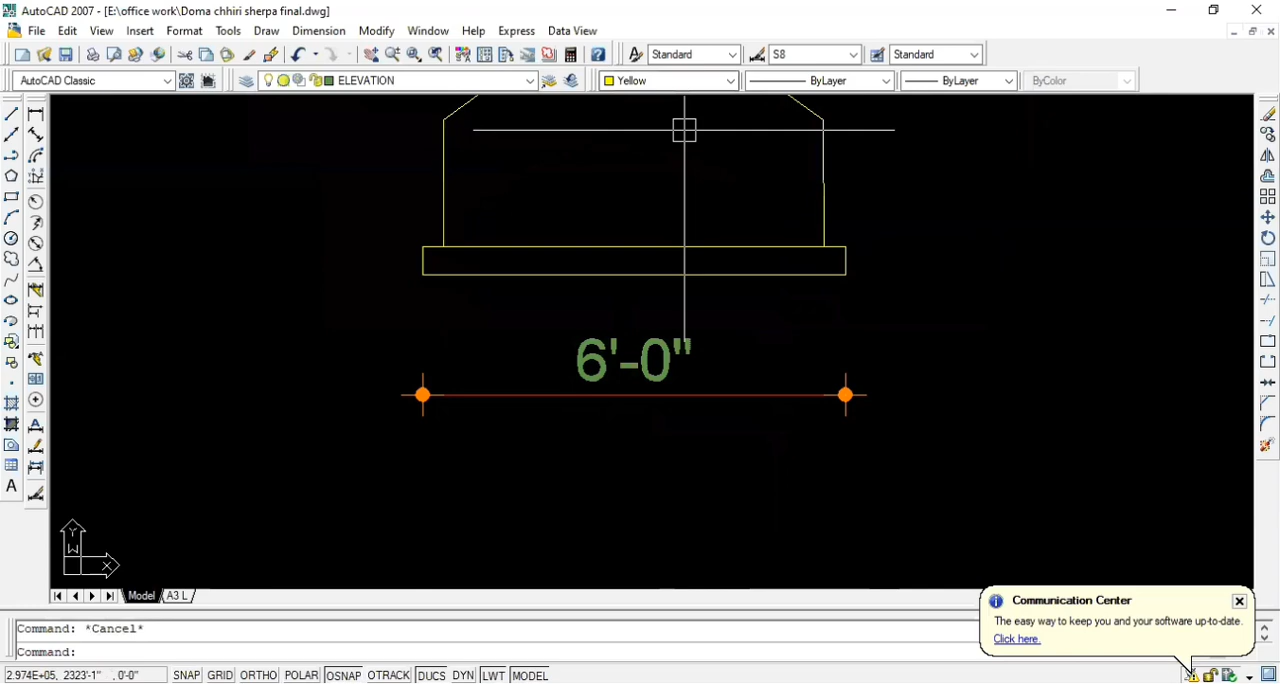 AutoCAD 2007 - [E:\office work\Doma chhiri sherpa final.dwg]
File Edit View Insert Format Tools Draw Dimension Modify Window Help Express Data View
Standard S8 Standard
AutoCAD Classic ELEVATION Yellow ByLayer ByLayer ByColor
6'-0"
Y
W
X
A
Model A3 L
Communication Center
The easy way to keep you and your software up-to-date.
Click here.
Command: *Cancel*
Command:
2.974E+05, 2323'-1" , 0'-0" SNAP GRID ORTHO POLAR OSNAP OTRACK DUCS DYN LWT MODEL